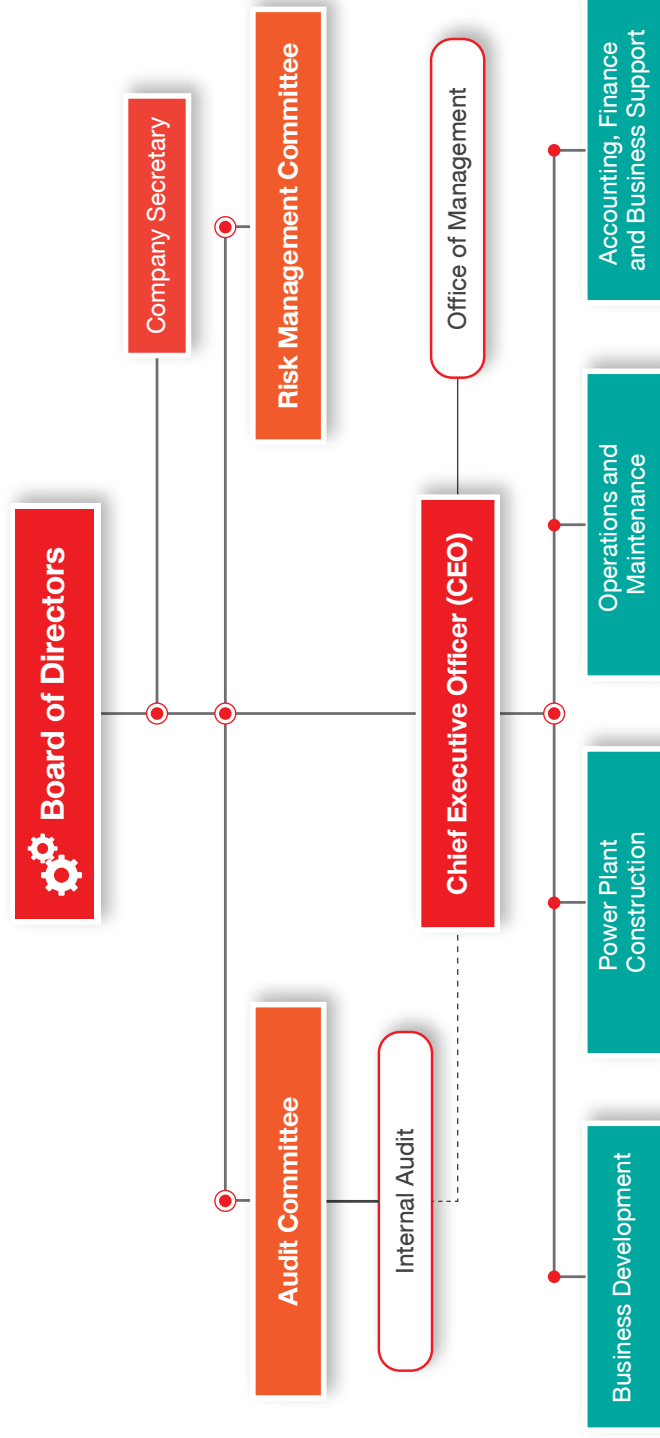 Board of Directors
Company Secretary
Audit Committee
Risk Management Committee
Internal Audit
Chief Executive Officer (CEO)
Office of Management
Business Development
Power Plant
Construction
Operations and
Maintenance
Accounting, Finance
and Business Support